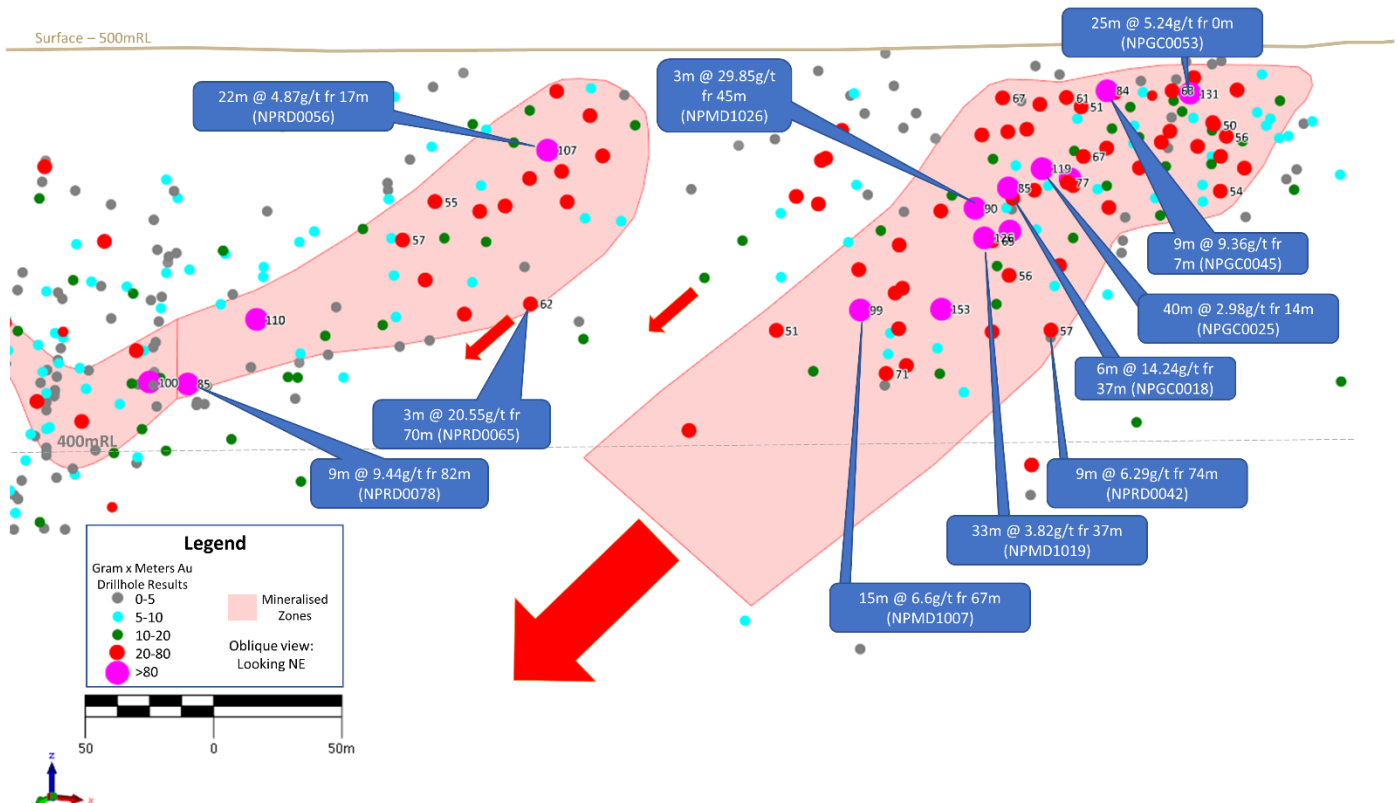 Surface – 500mRL
25m @ 5.24g/t fr 0m
(NPGC0053)
22m @ 4.87g/t fr 17m
(NPRD0056)
3m @ 29.85g/t
fr 45m
(NPMD1026)
84
68
131
67
61
51
50
56
107
119
67
77
54
55
85
90
57
126
69
56
9m @ 9.36g/t fr
7m (NPGC0045)
40m @ 2.98g/t fr 14m
(NPGC0025)
62
110
99
153
51
57
71
100
85
6m @ 14.24g/t fr
37m (NPGC0018)
3m @ 20.55g/t fr
70m (NPRD0065)
400mRL
9m @ 9.44g/t fr 82m
(NPRD0078)
9m @ 6.29g/t fr 74m
(NPRD0042)
33m @ 3.82g/t fr 37m
(NPMD1019)
15m @ 6.6g/t fr 67m
(NPMD1007)
Legend
Gram x Meters Au
Drillhole Results
0-5
5-10
10-20
20-80
>80
Mineralised
Zones
Oblique view:
Looking NE
50
0
50m
z
x